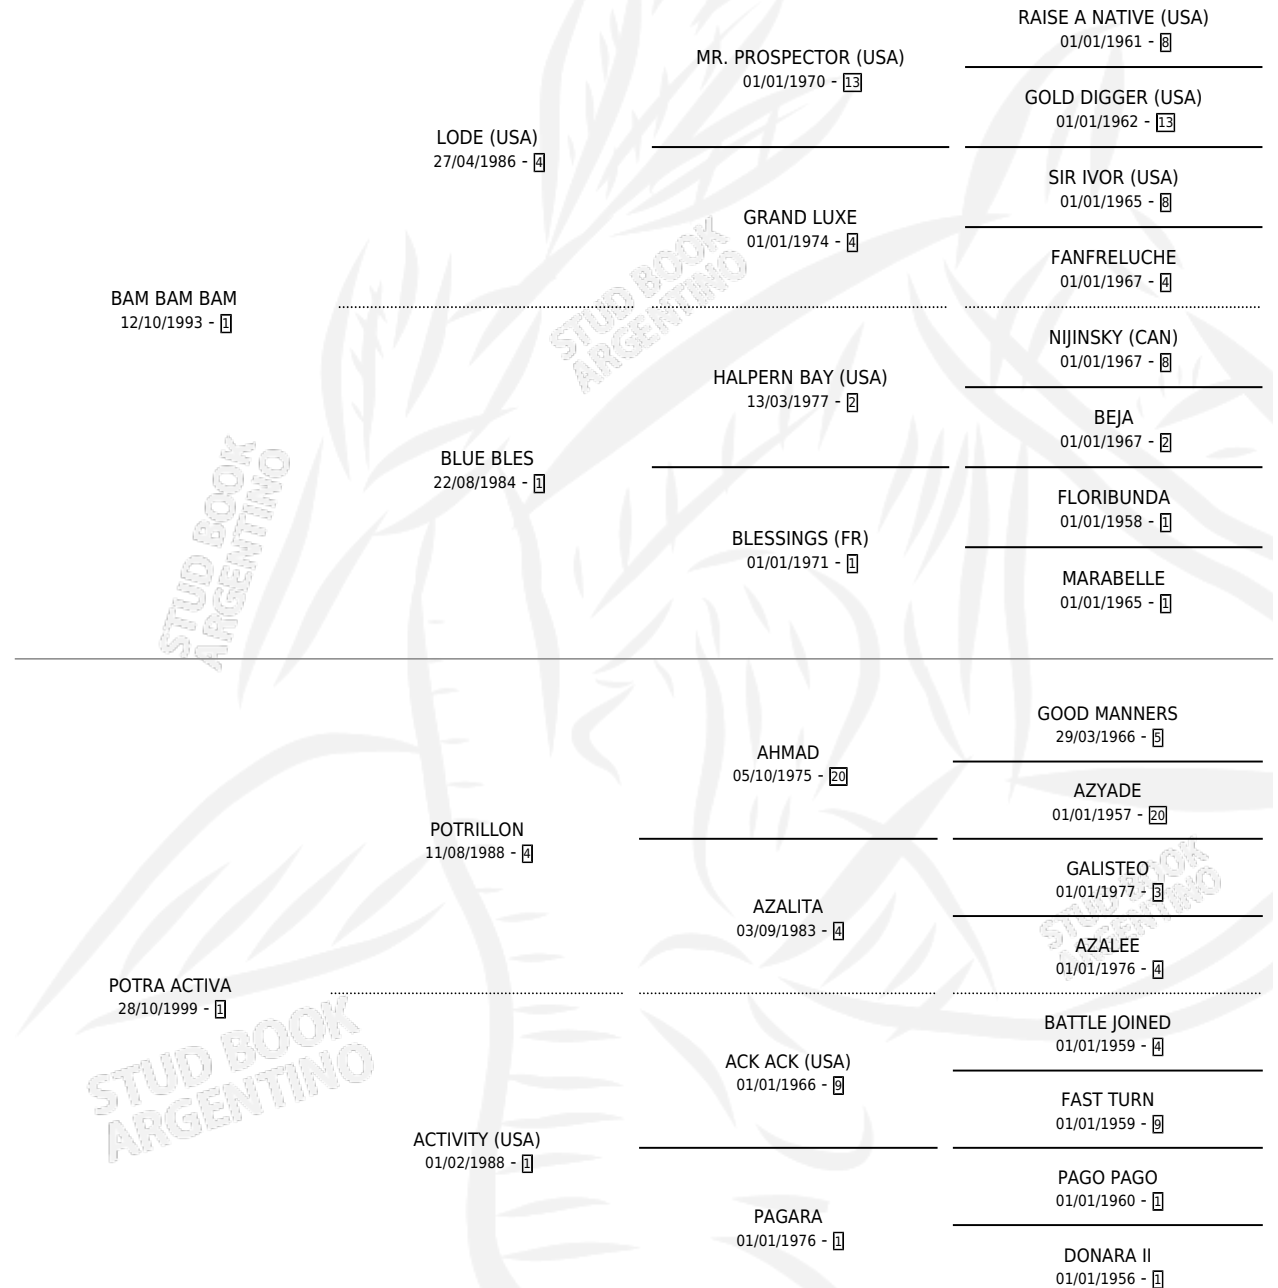 RAISE A NATIVE (USA)
01/01/1961 - 8
MR. PROSPECTOR (USA)
01/01/1970 - 13
GOLD DIGGER (USA)
01/01/1962 - 13
LODE (USA)
27/04/1986 - 4
SIR IVOR (USA)
01/01/1965 - 8
GRAND LUXE
01/01/1974 - 4
FANFRELUCHE
01/01/1967 - 4
BAM BAM BAM
12/10/1993 - 1
NIJINSKY (CAN)
01/01/1967 - 8
HALPERN BAY (USA)
13/03/1977 - 2
BEJA
01/01/1967 - 2
BLUE BLES
22/08/1984 - 1
FLORIBUNDA
01/01/1958 - 1
BLESSINGS (FR)
01/01/1971 - 1
MARABELLE
01/01/1965 - 1
GOOD MANNERS
29/03/1966 - 5
AHMAD
05/10/1975 - 20
AZYADE
01/01/1957 - 20
POTRILLON
11/08/1988 - 4
GALISTEO
01/01/1977 - 3
AZALITA
03/09/1983 - 4
AZALEE
01/01/1976 - 4
POTRA ACTIVA
28/10/1999 - 1
BATTLE JOINED
01/01/1959 - 4
ACK ACK (USA)
01/01/1966 - 9
FAST TURN
01/01/1959 - 9
ACTIVITY (USA)
01/02/1988 - 1
PAGO PAGO
01/01/1960 - 1
PAGARA
01/01/1976 - 1
DONARA II
01/01/1956 - 1
STUD BOOK
ARGENTINO
STUD BOOK
ARGENTINO
STUD BOOK
ARGENTINO
STUD BOOK
ARGENTINO